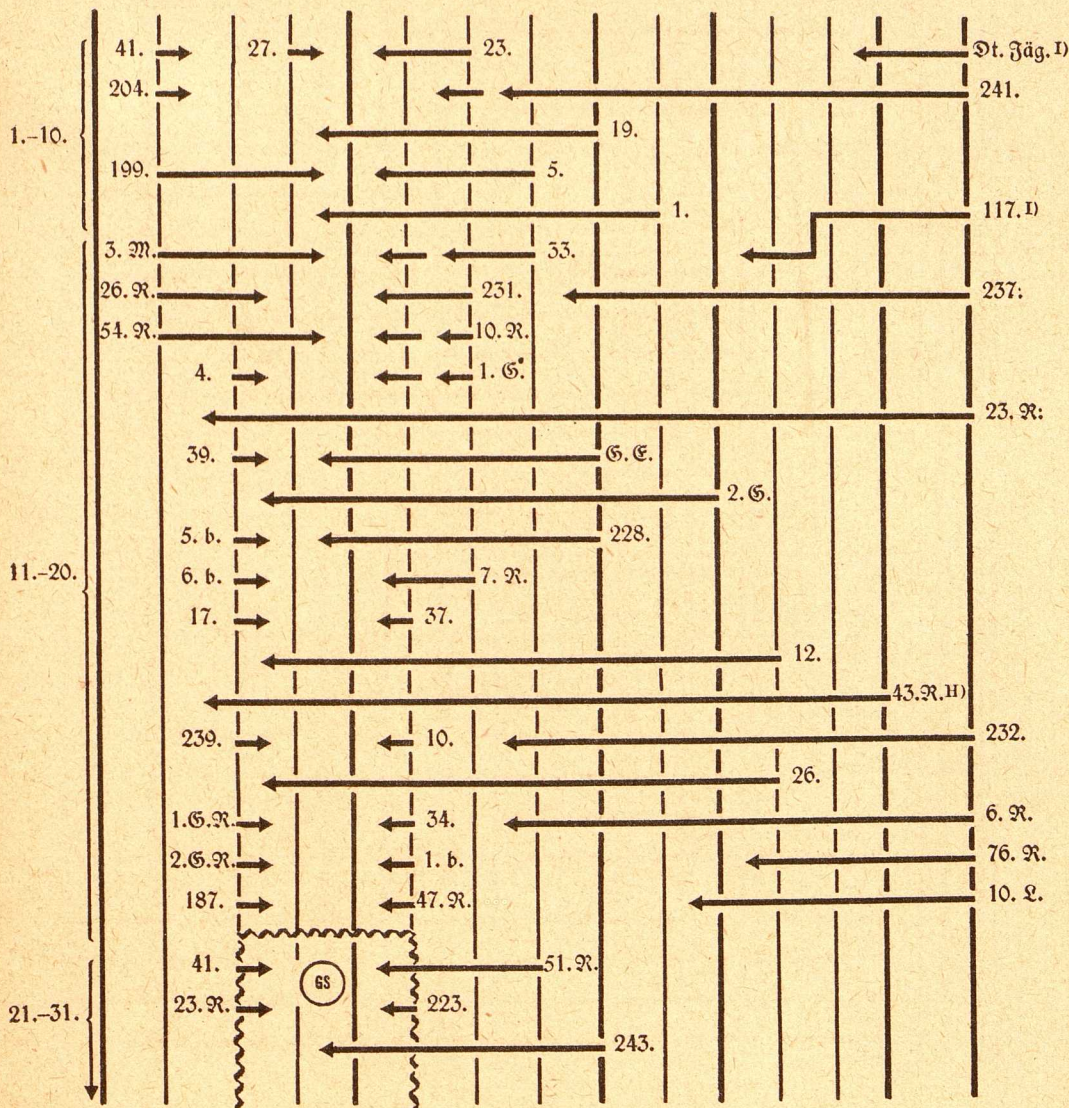 41. 27. 23. Dt. Jäg. I)
204. 241.
1.-10. 19.
199. 5.
1. 117. I)
3. M. 33.
26. R. 231. 237.
54. R. 10. R.
4. 1. G.
23. R.
39. G. E.
2. G.
5. b. 228.
11.-20. 6. b. 7. R.
17. 37.
12.
43. R. II)
239. 10. 232.
26.
1. G. R. 34. 6. R.
2. G. R. 1. b. 76. R.
187. 47. R. 10. L.
41. GS 51. R.
21.-31. 23. R. 223.
243.